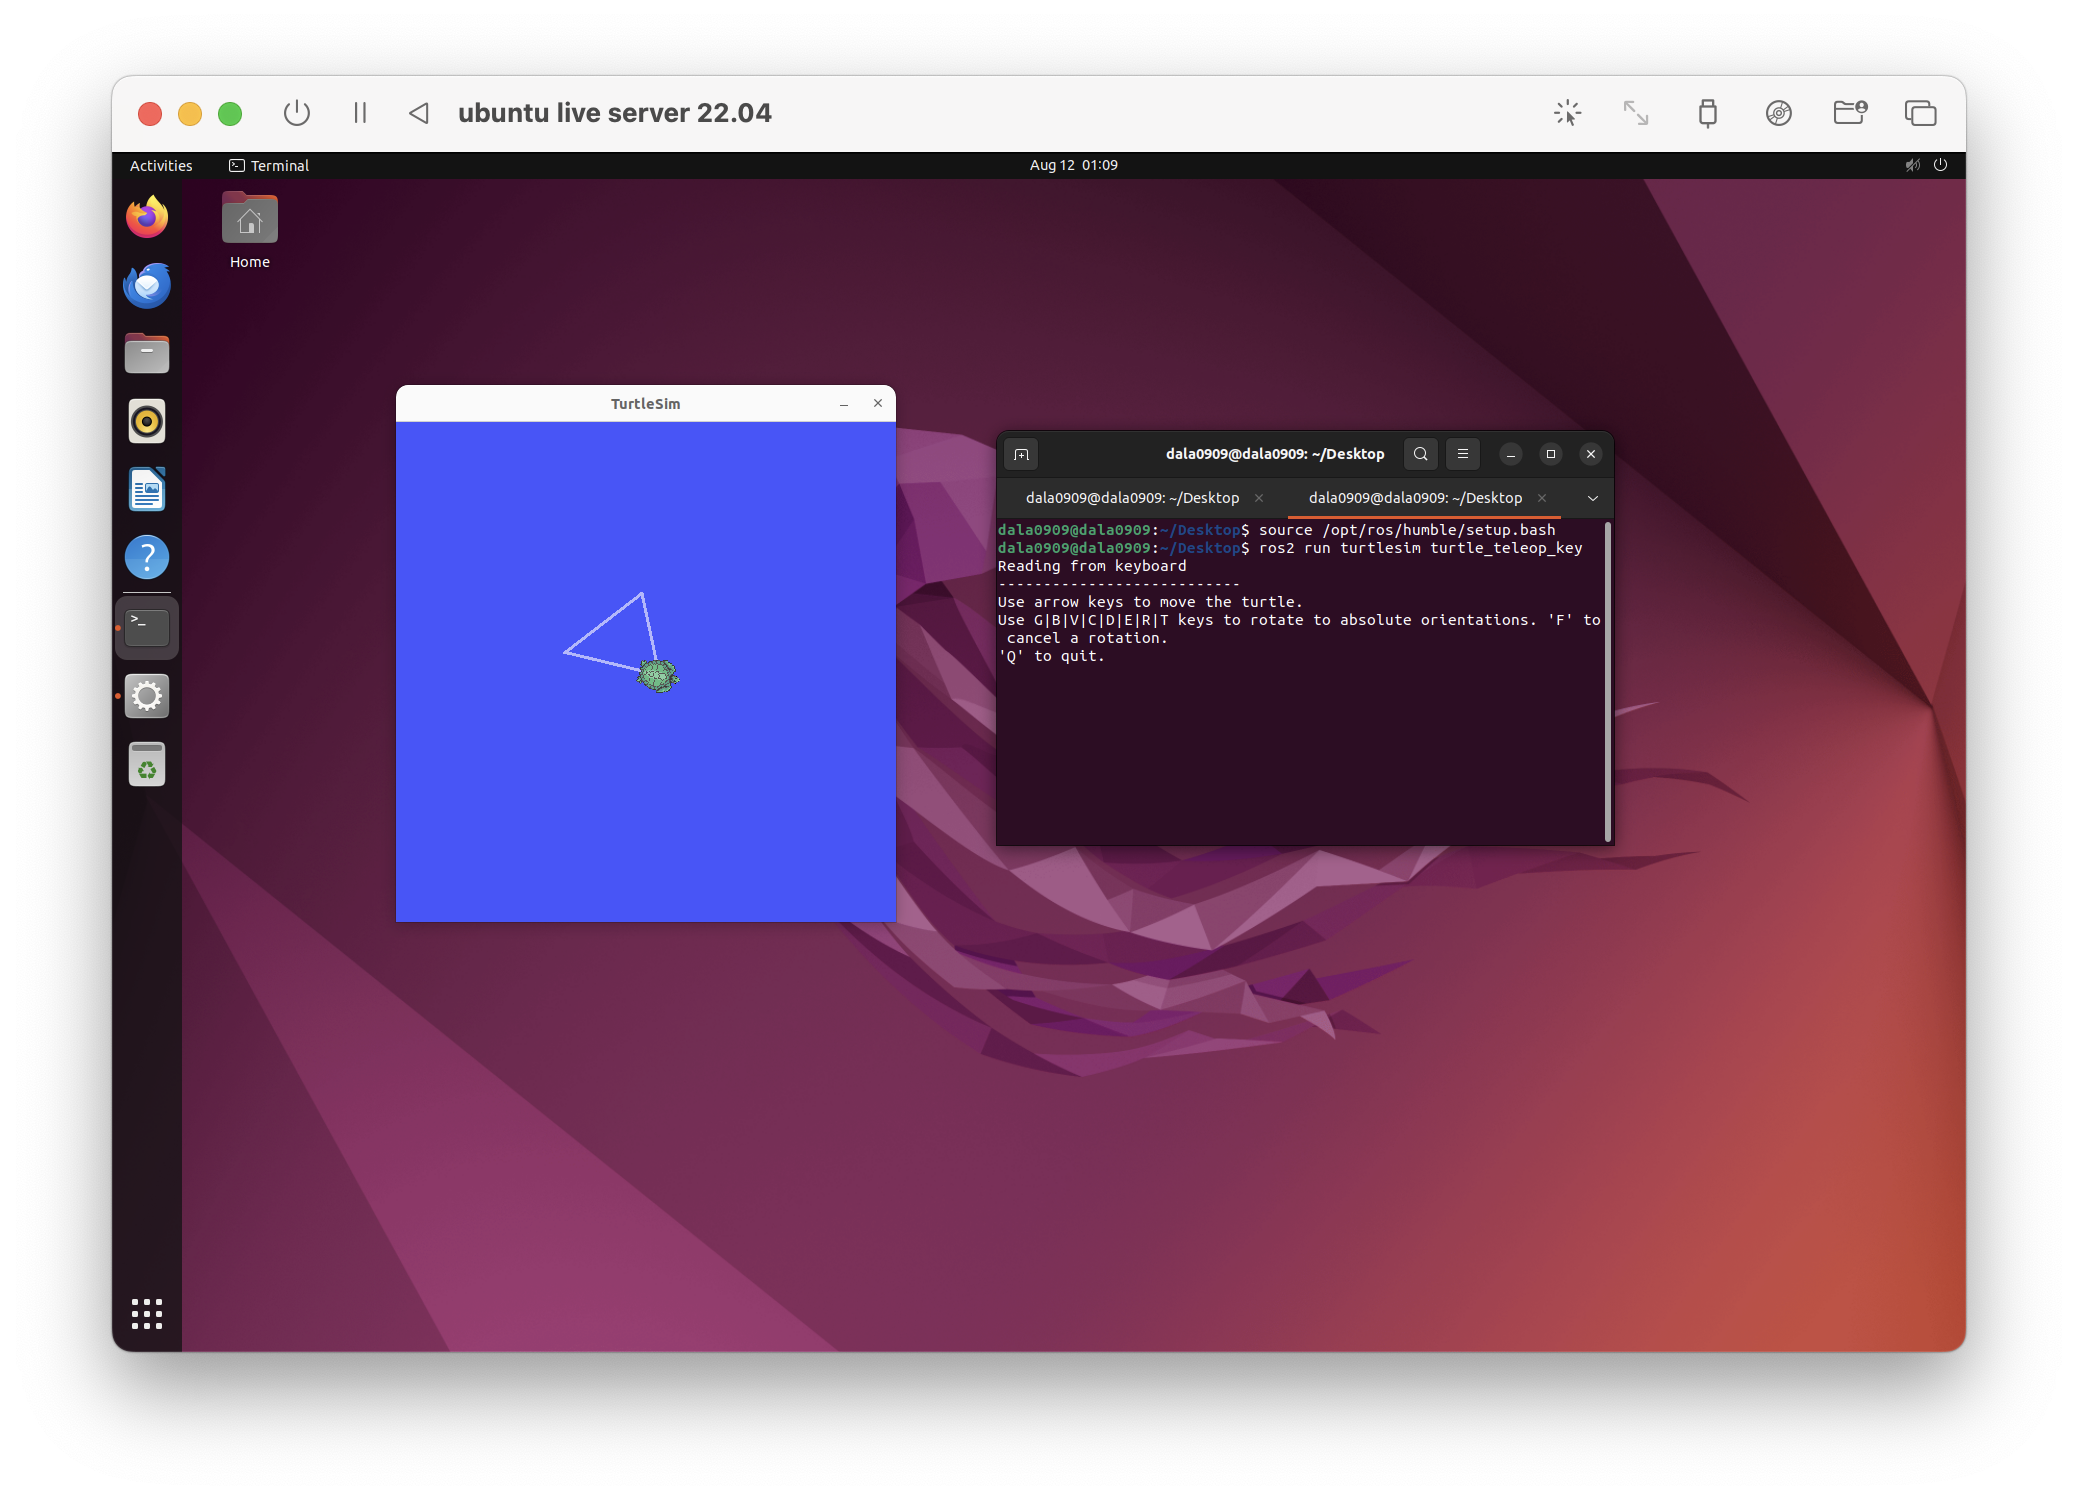 ubuntu live server 22.04
Activities
Terminal
Aug 12 01:09
Home
TurtleSim
dala0909@dala0909: ~/Desktop
dala0909@dala0909: ~/Desktop
dala0909@dala0909: ~/Desktop
dala0909@dala0909:~/Desktop$ source /opt/ros/humble/setup.bash
dala0909@dala0909:~/Desktop$ ros2 run turtlesim turtle_teleop_key
Reading from keyboard
---------------------------
Use arrow keys to move the turtle.
Use G|B|V|C|D|E|R|T keys to rotate to absolute orientations. 'F' to
cancel a rotation.
'Q' to quit.